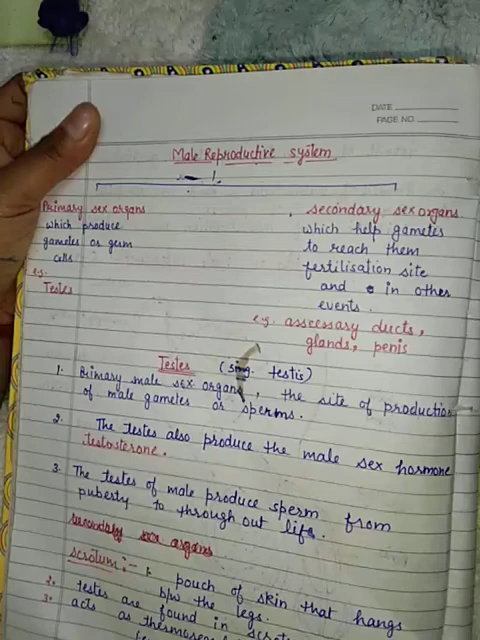 DATE
PAGE NO
Male Reproductive system
Primary sex organs
which produce
gametes or germ
cells
e.g.
Testes
secondary sex organs
which help gametes
to reach them
fertilisation site
and in other
events.
e.g. asscessary ducts,
glands, penis
Testes (sing. testis)
1. Primary male sex organs, the site of production
of male gametes or sperms.
2. The testes also produce the male sex hormone
testosterone.
3. The testes of male produce sperm from
puberty to through out life.
secondary sex organs
scrotum :- 1. pouch of skin that hangs
b/w the legs.
2. testes are found in
3. acts as